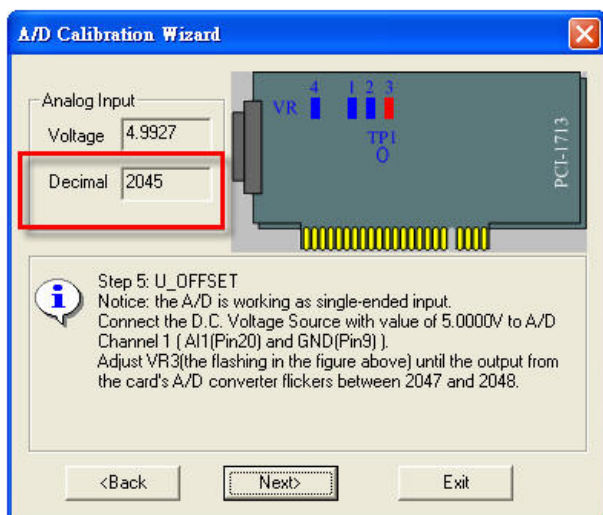 A/D Calibration Wizard
Analog Input
Voltage 4.9927
Decimal 2045
VR 4 1 2 3
TP1
PCI-1713
Step 5: U_OFFSET
Notice: the A/D is working as single-ended input.
Connect the D.C. Voltage Source with value of 5.0000V to A/D
Channel 1 ( AI1(Pin20) and GND(Pin9) ).
Adjust VR3(the flashing in the figure above) until the output from
the card's A/D converter flickers between 2047 and 2048.
<Back
Next>
Exit